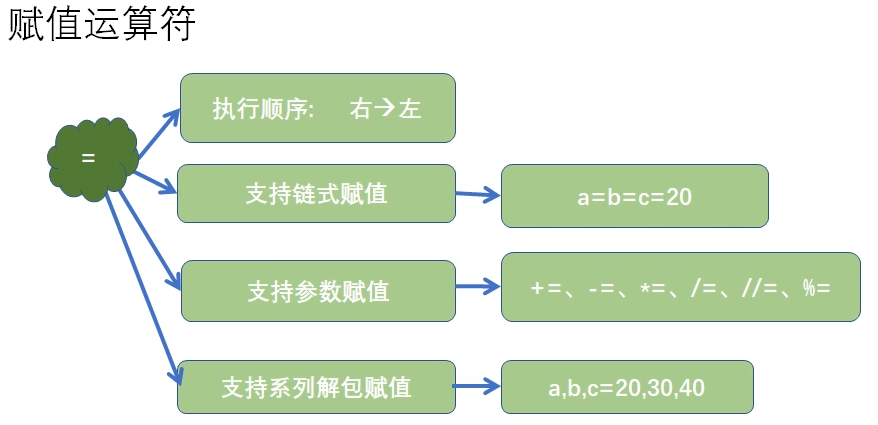 赋值运算符
=
执行顺序: 右→左
支持链式赋值
a=b=c=20
支持参数赋值
+=、-=、*=、/=、//=、%=
支持系列解包赋值
a,b,c=20,30,40